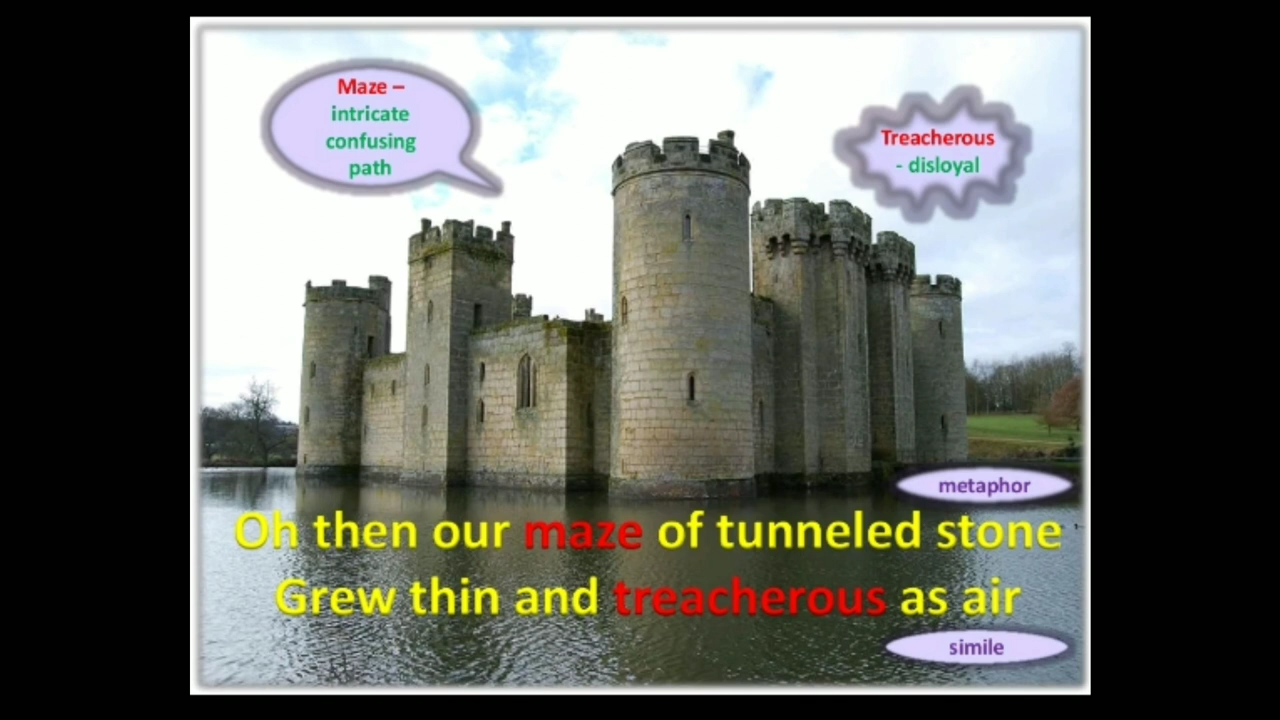 Maze –
intricate
confusing
path
Treacherous
- disloyal
metaphor
Oh then our maze of tunneled stone
Grew thin and treacherous as air
simile